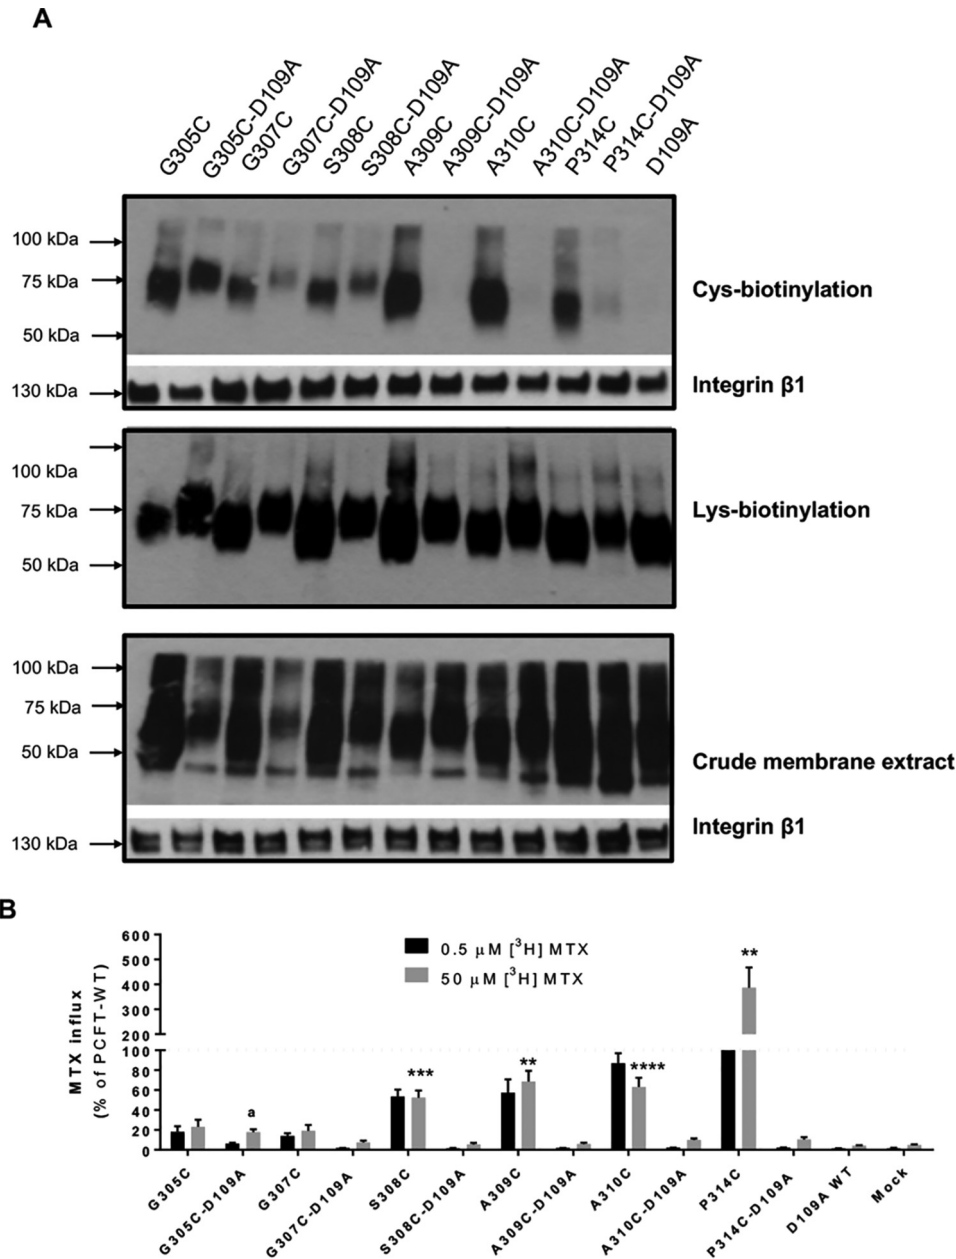 A
G305C
G305C-D109A
G307C
G307C-D109A
S308C
S308C-D109A
A309C
A309C-D109A
A310C
A310C-D109A
P314C
P314C-D109A
D109A
100 kDa
75 kDa
50 kDa
Cys-biotinylation
130 kDa
Integrin β1
100 kDa
75 kDa
50 kDa
Lys-biotinylation
100 kDa
75 kDa
50 kDa
Crude membrane extract
130 kDa
Integrin β1
B
MTX influx
(% of PCFT-WT)
600
500
400
300
200
100
80
60
40
20
0
0.5 µM [³H] MTX
50 µM [³H] MTX
a
***
**
****
**
G305C
G305C-D109A
G307C
G307C-D109A
S308C
S308C-D109A
A309C
A309C-D109A
A310C
A310C-D109A
P314C
P314C-D109A
D109A WT
Mock